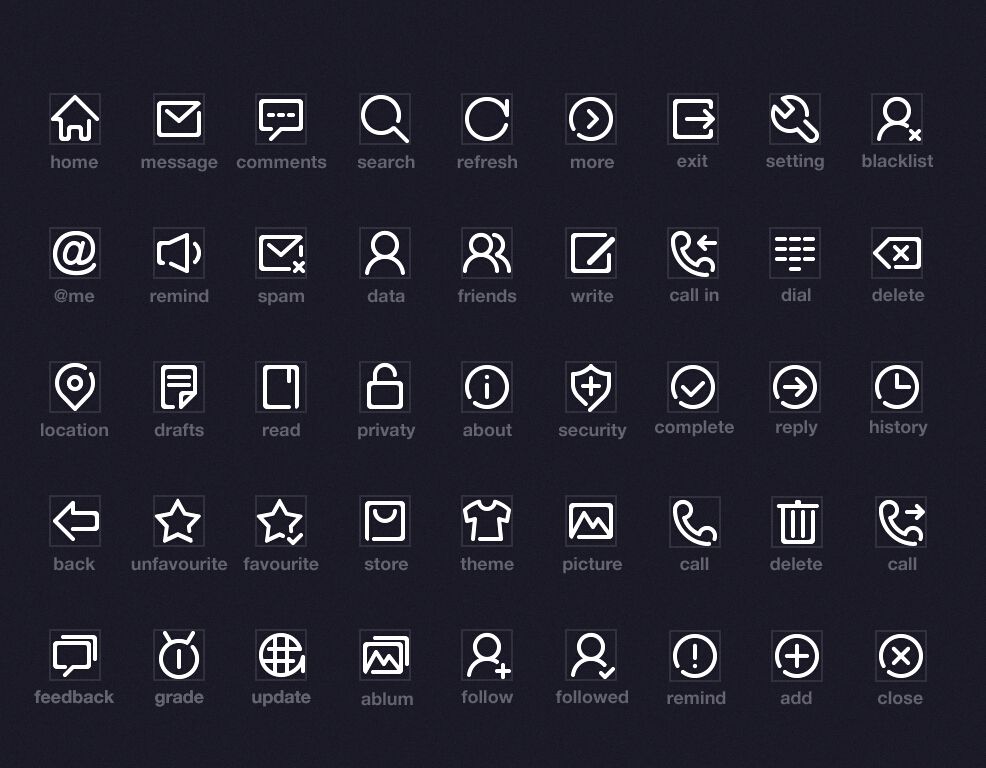 home message comments search refresh more exit setting blacklist
@me remind spam data friends write call in dial delete
location drafts read privaty about security complete reply history
back unfavourite favourite store theme picture call delete call
feedback grade update ablum follow followed remind add close